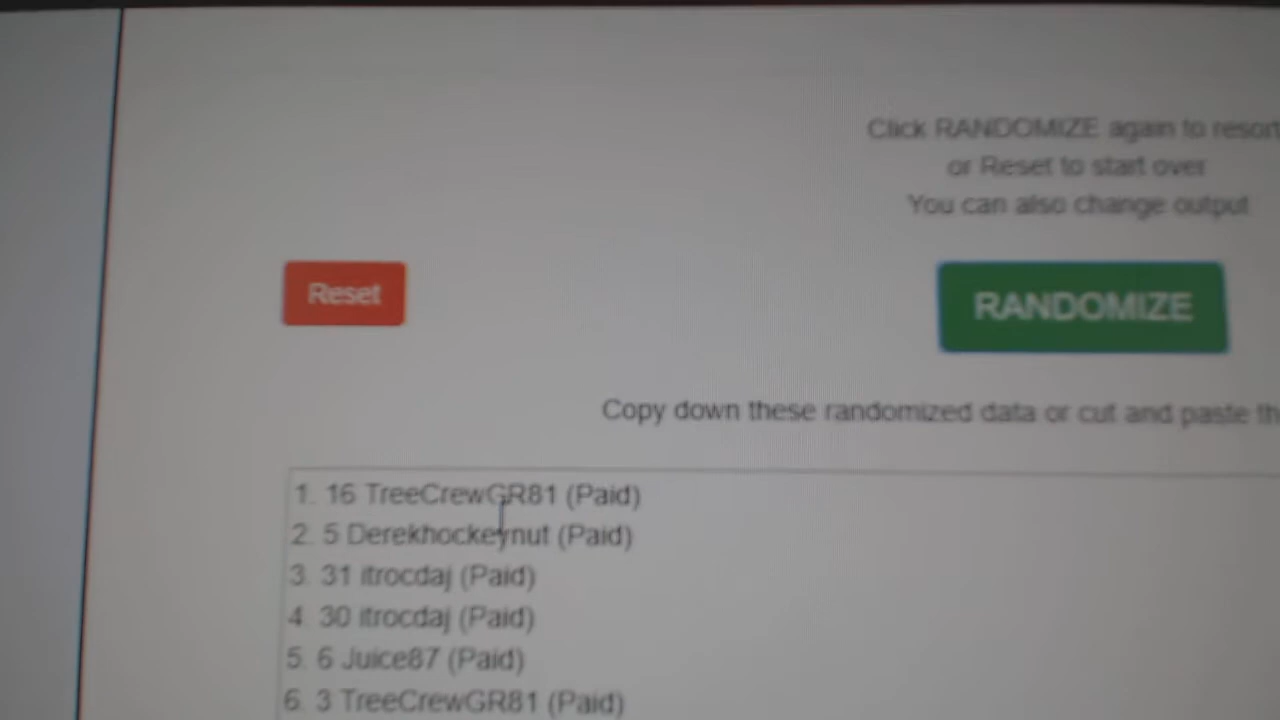 Click RANDOMIZE again to resort
or Reset to start over
You can also change output
Reset
RANDOMIZE
Copy down these randomized data or cut and paste th
1. 16 TreeCrewGR81 (Paid)
2. 5 Derekhockeynut (Paid)
3. 31 itrocdaj (Paid)
4. 30 itrocdaj (Paid)
5. 6 Juice87 (Paid)
6. 3 TreeCrewGR81 (Paid)